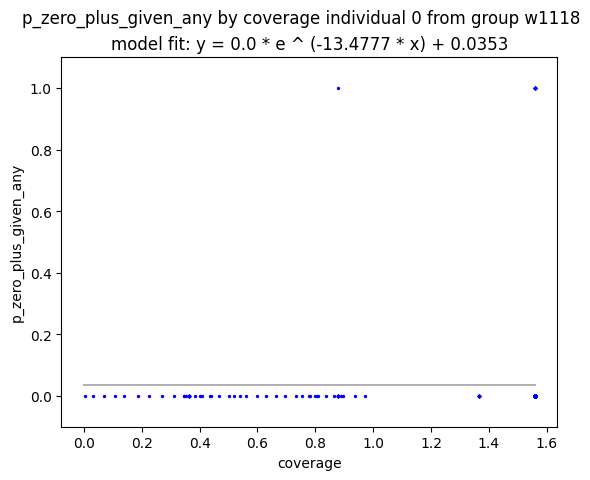 p_zero_plus_given_any by coverage individual 0 from group w1118
model fit: y = 0.0 * e ^ (-13.4777 * x) + 0.0353
1.0
0.8
0.6
0.4
0.2
0.0
p_zero_plus_given_any
0.0 0.2 0.4 0.6 0.8 1.0 1.2 1.4 1.6
coverage